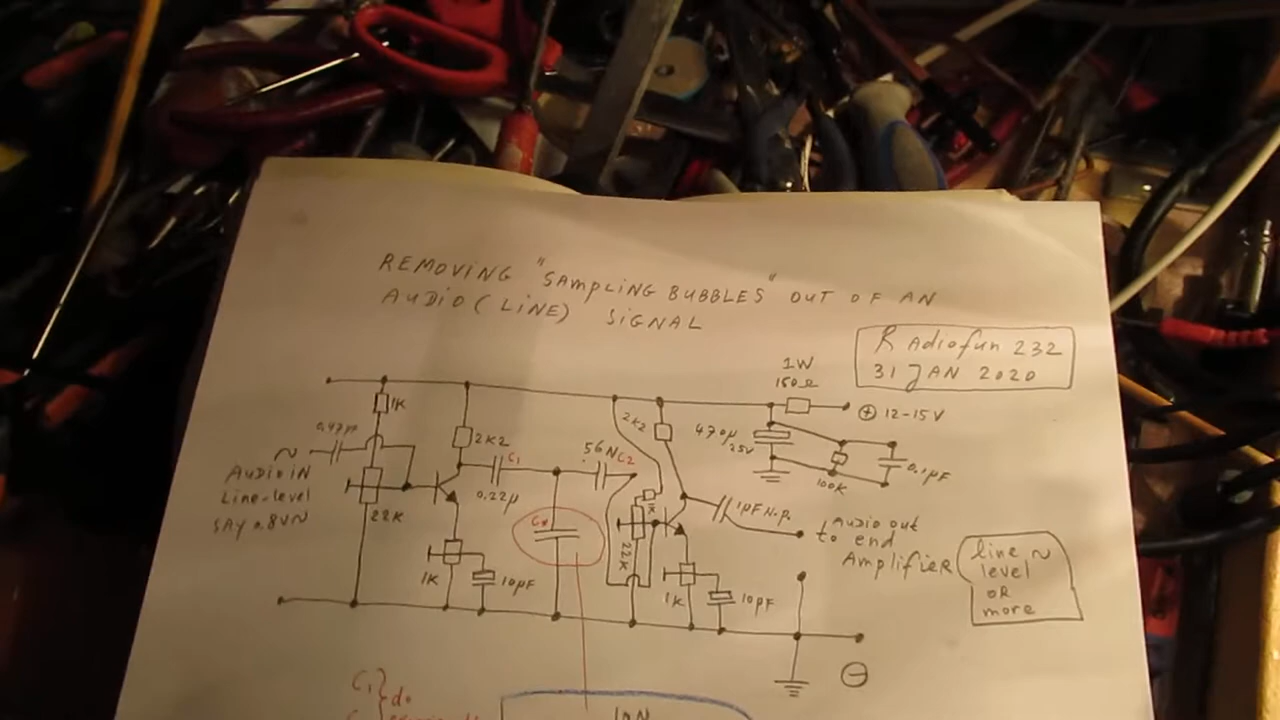 REMOVING "SAMPLING BUBBLES" OUT OF AN
AUDIO (LINE) SIGNAL
Radiofun 232
31 JAN 2020
1W
150Ω
⊕ 12-15V
1K
0,47µ
~
AUDIO IN
Line-level
SAY 0.8V~
22K
2K2
C1
0,22µ
56N C2
2K2
470µ
25V
100K
0.1µF
1µF N.P.
Audio out
to end
Amplifier
line ~
level
OR
more
1K
22K
1K
10µF
1K
10µF
⊖
C1
do
10N